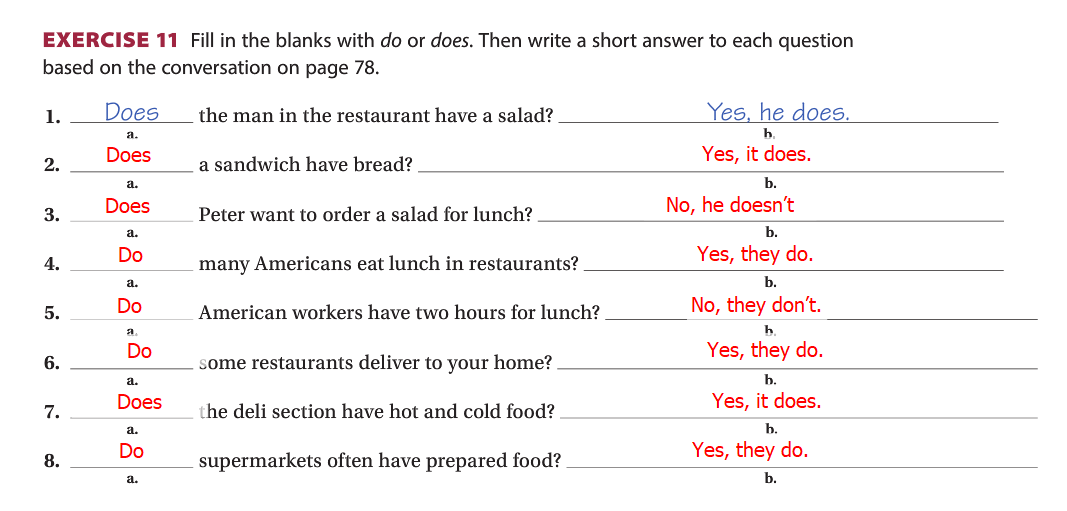 EXERCISE 11 Fill in the blanks with do or does. Then write a short answer to each question
based on the conversation on page 78.
1. Does the man in the restaurant have a salad? Yes, he does.
a. b.
2. Does a sandwich have bread? Yes, it does.
a. b.
3. Does Peter want to order a salad for lunch? No, he doesn't
a. b.
4. Do many Americans eat lunch in restaurants? Yes, they do.
a. b.
5. Do American workers have two hours for lunch? No, they don't.
a. b.
6. Do some restaurants deliver to your home? Yes, they do.
a. b.
7. Does the deli section have hot and cold food? Yes, it does.
a. b.
8. Do supermarkets often have prepared food? Yes, they do.
a. b.